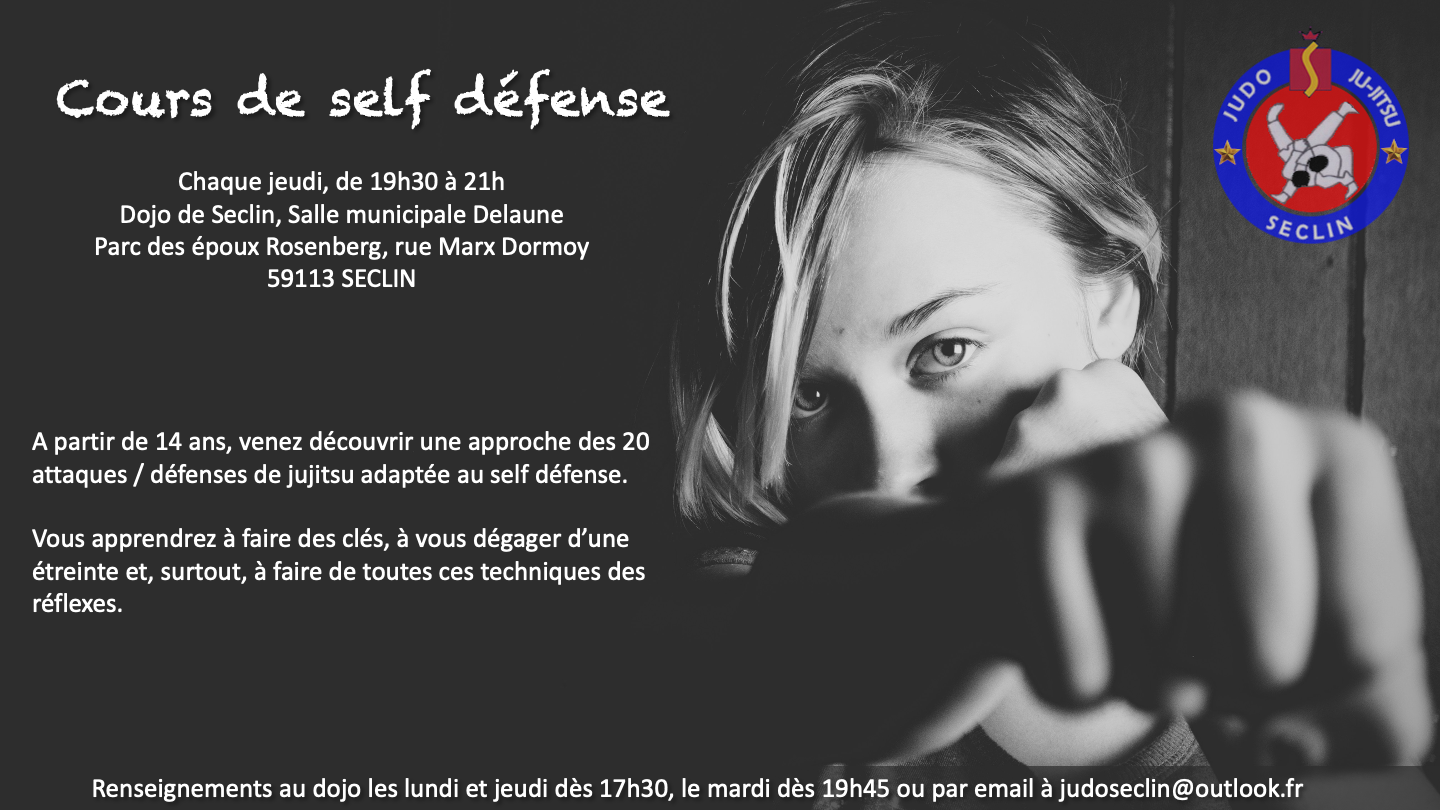 Cours de self défense
JUDO
JU-JITSU
SECLIN
Chaque jeudi, de 19h30 à 21h
Dojo de Seclin, Salle municipale Delaune
Parc des époux Rosenberg, rue Marx Dormoy
59113 SECLIN
A partir de 14 ans, venez découvrir une approche des 20
attaques / défenses de jujitsu adaptée au self défense.
Vous apprendrez à faire des clés, à vous dégager d’une
étreinte et, surtout, à faire de toutes ces techniques des
réflexes.
Renseignements au dojo les lundi et jeudi dès 17h30, le mardi dès 19h45 ou par email à judoseclin@outlook.fr